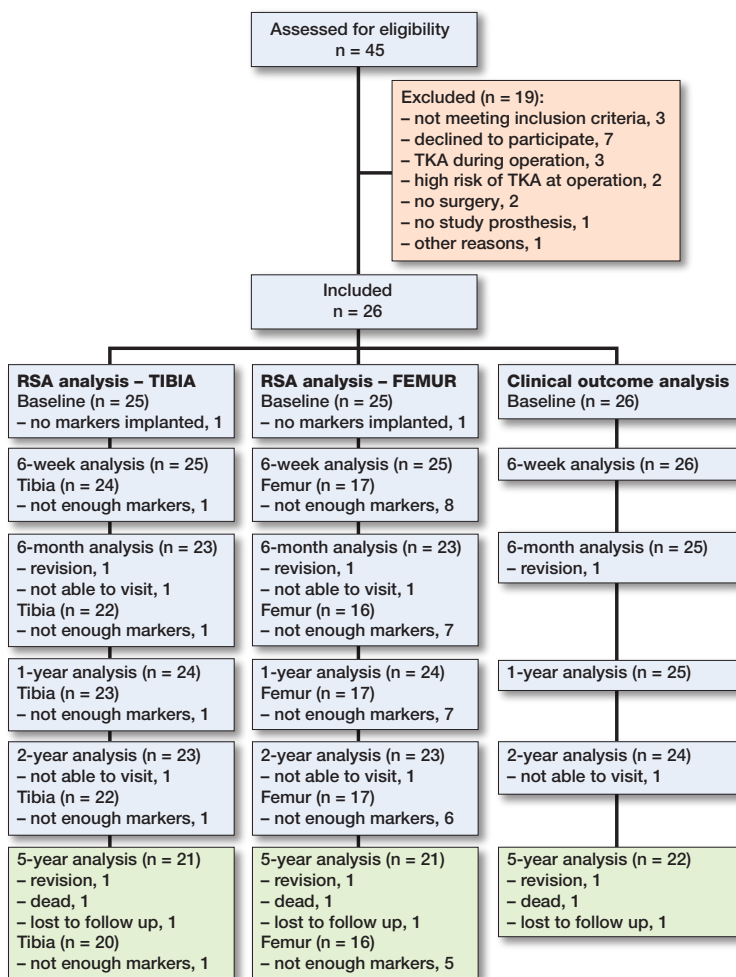 Assessed for eligibility
n = 45
Excluded (n = 19):
– not meeting inclusion criteria, 3
– declined to participate, 7
– TKA during operation, 3
– high risk of TKA at operation, 2
– no surgery, 2
– no study prosthesis, 1
– other reasons, 1
Included
n = 26
RSA analysis – TIBIA
Baseline (n = 25)
– no markers implanted, 1
6-week analysis (n = 25)
Tibia (n = 24)
– not enough markers, 1
6-month analysis (n = 23)
– revision, 1
– not able to visit, 1
Tibia (n = 22)
– not enough markers, 1
1-year analysis (n = 24)
Tibia (n = 23)
– not enough markers, 1
2-year analysis (n = 23)
– not able to visit, 1
Tibia (n = 22)
– not enough markers, 1
5-year analysis (n = 21)
– revision, 1
– dead, 1
– lost to follow up, 1
Tibia (n = 20)
– not enough markers, 1
RSA analysis – FEMUR
Baseline (n = 25)
– no markers implanted, 1
6-week analysis (n = 25)
Femur (n = 17)
– not enough markers, 8
6-month analysis (n = 23)
– revision, 1
– not able to visit, 1
Femur (n = 16)
– not enough markers, 7
1-year analysis (n = 24)
Femur (n = 17)
– not enough markers, 7
2-year analysis (n = 23)
– not able to visit, 1
Femur (n = 17)
– not enough markers, 6
5-year analysis (n = 21)
– revision, 1
– dead, 1
– lost to follow up, 1
Femur (n = 16)
– not enough markers, 5
Clinical outcome analysis
Baseline (n = 26)
6-week analysis (n = 26)
6-month analysis (n = 25)
– revision, 1
1-year analysis (n = 25)
2-year analysis (n = 24)
– not able to visit, 1
5-year analysis (n = 22)
– revision, 1
– dead, 1
– lost to follow up, 1